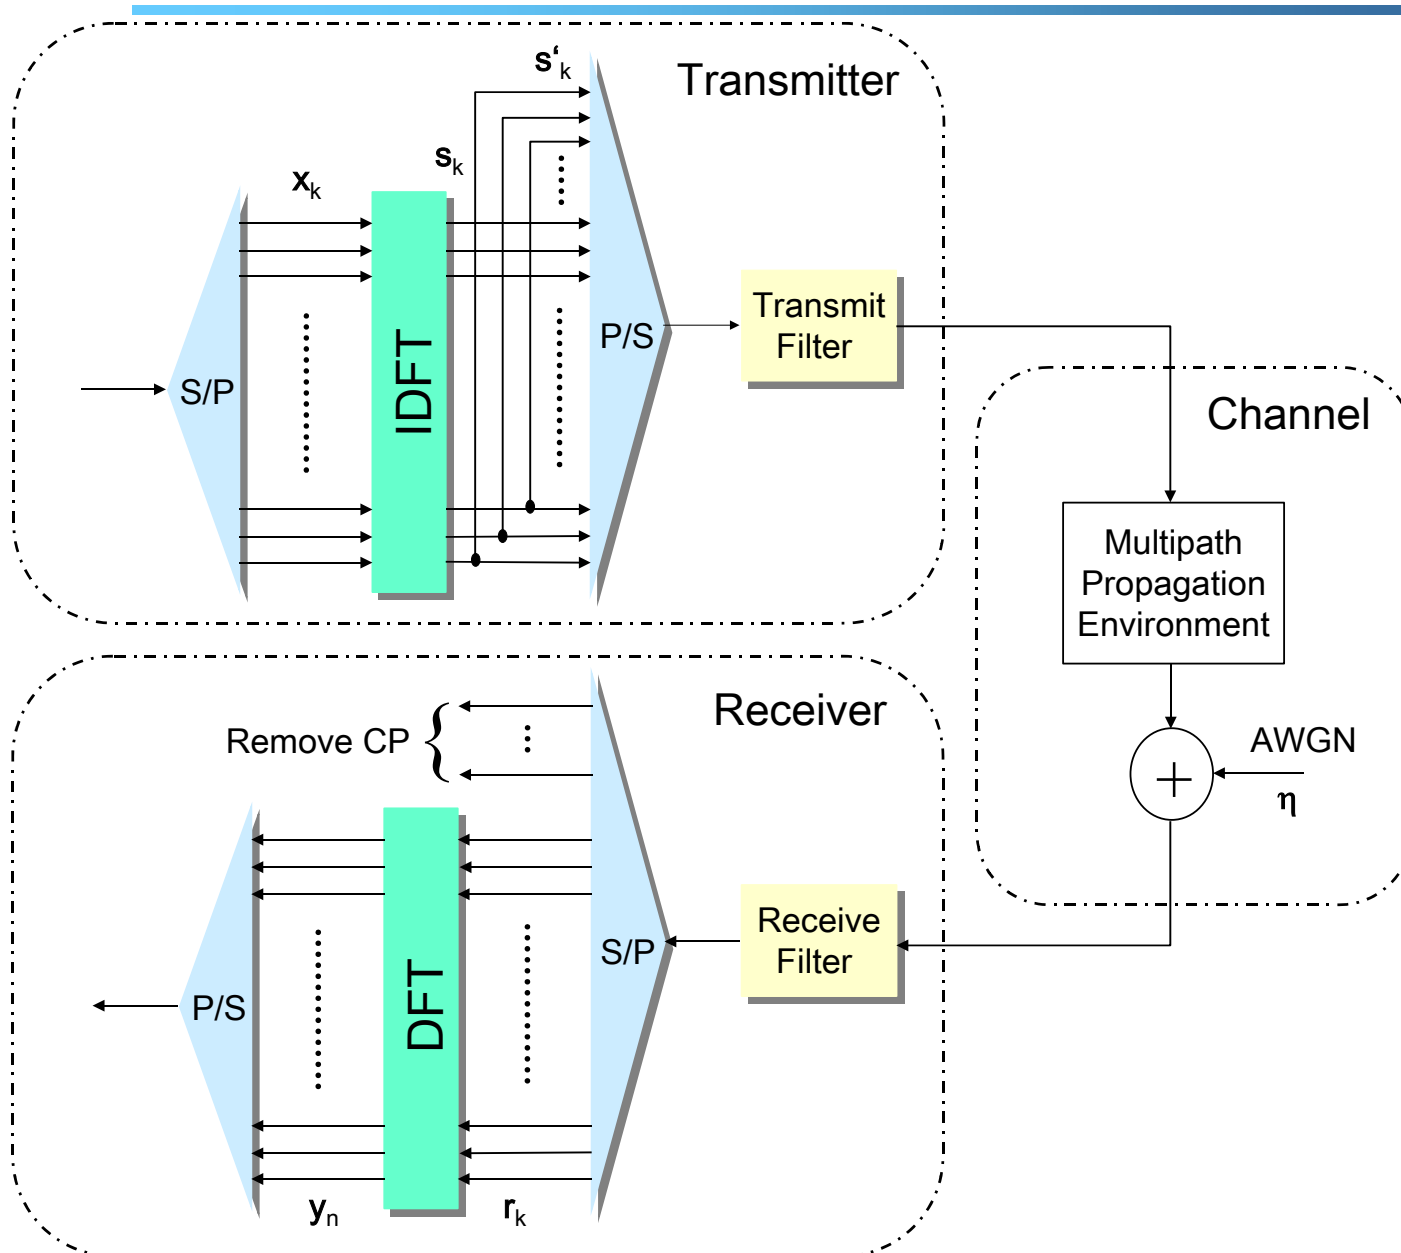 s‘k
Transmitter
sk
xk
Transmit
Filter
P/S
IDFT
S/P
Channel
Multipath
Propagation
Environment
Receiver
Remove CP
AWGN
+
η
Receive
Filter
S/P
DFT
P/S
yn
rk